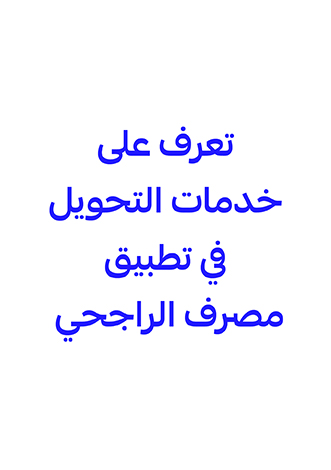 تعرف على
خدمات التحويل
في تطبيق
مصرف الراجحي